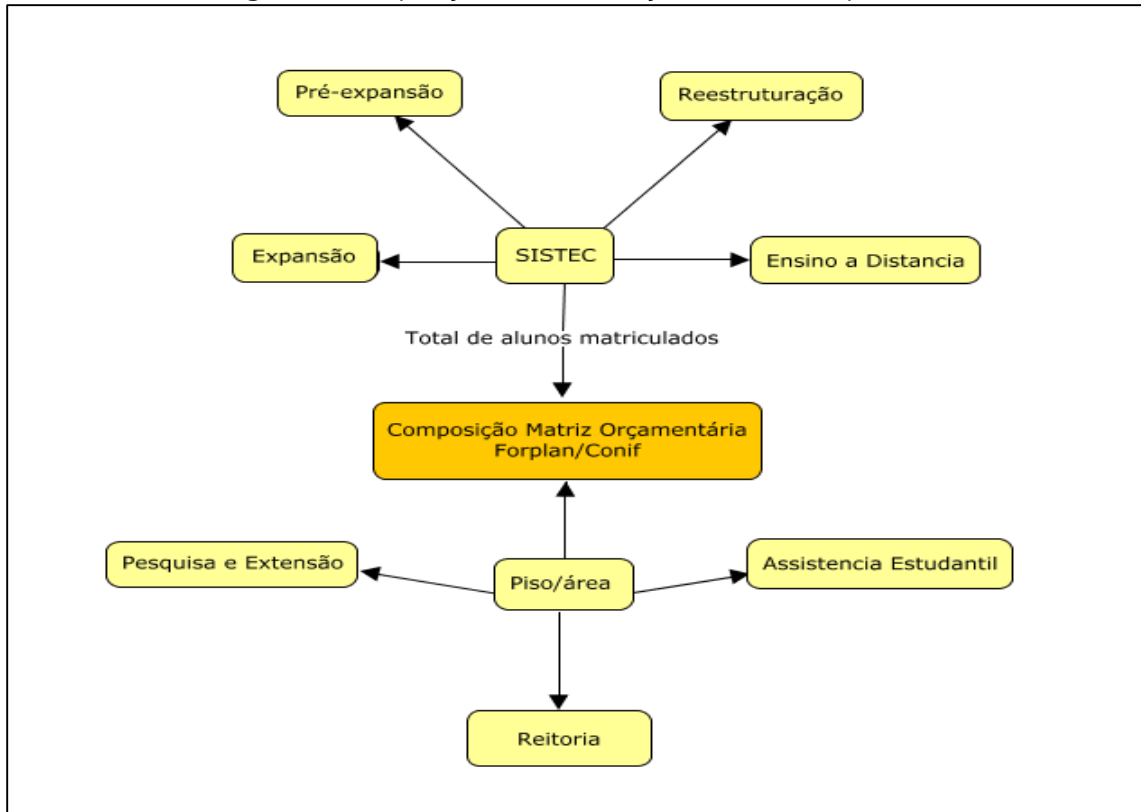 Pré-expansão
Reestruturação
Expansão
SISTEC
Ensino a Distancia
Total de alunos matriculados
Composição Matriz Orçamentária
Forplan/Conif
Pesquisa e Extensão
Piso/área
Assistencia Estudantil
Reitoria